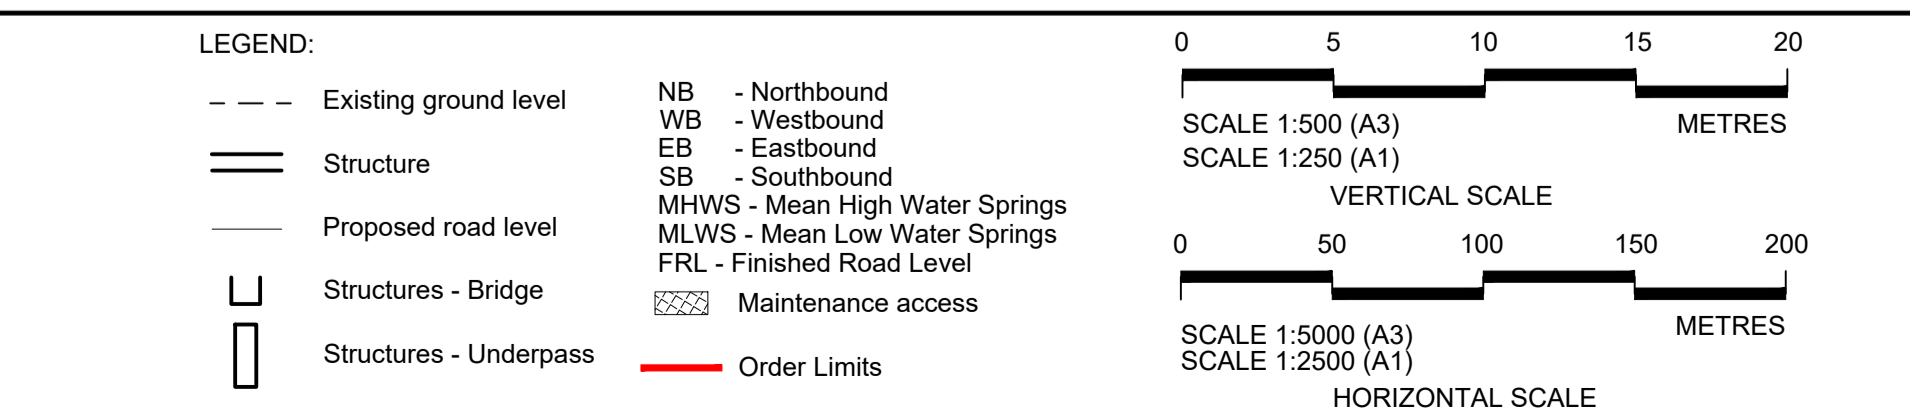 LEGEND:
Existing ground level
Structure
Proposed road level
Structures - Bridge
Structures - Underpass
NB - Northbound
WB - Westbound
EB - Eastbound
SB - Southbound
MHWS - Mean High Water Springs
MLWS - Mean Low Water Springs
FRL - Finished Road Level
Maintenance access
Order Limits
0 5 10 15 20
SCALE 1:500 (A3) METRES
SCALE 1:250 (A1)
VERTICAL SCALE
0 50 100 150 200
SCALE 1:5000 (A3) METRES
SCALE 1:2500 (A1)
HORIZONTAL SCALE